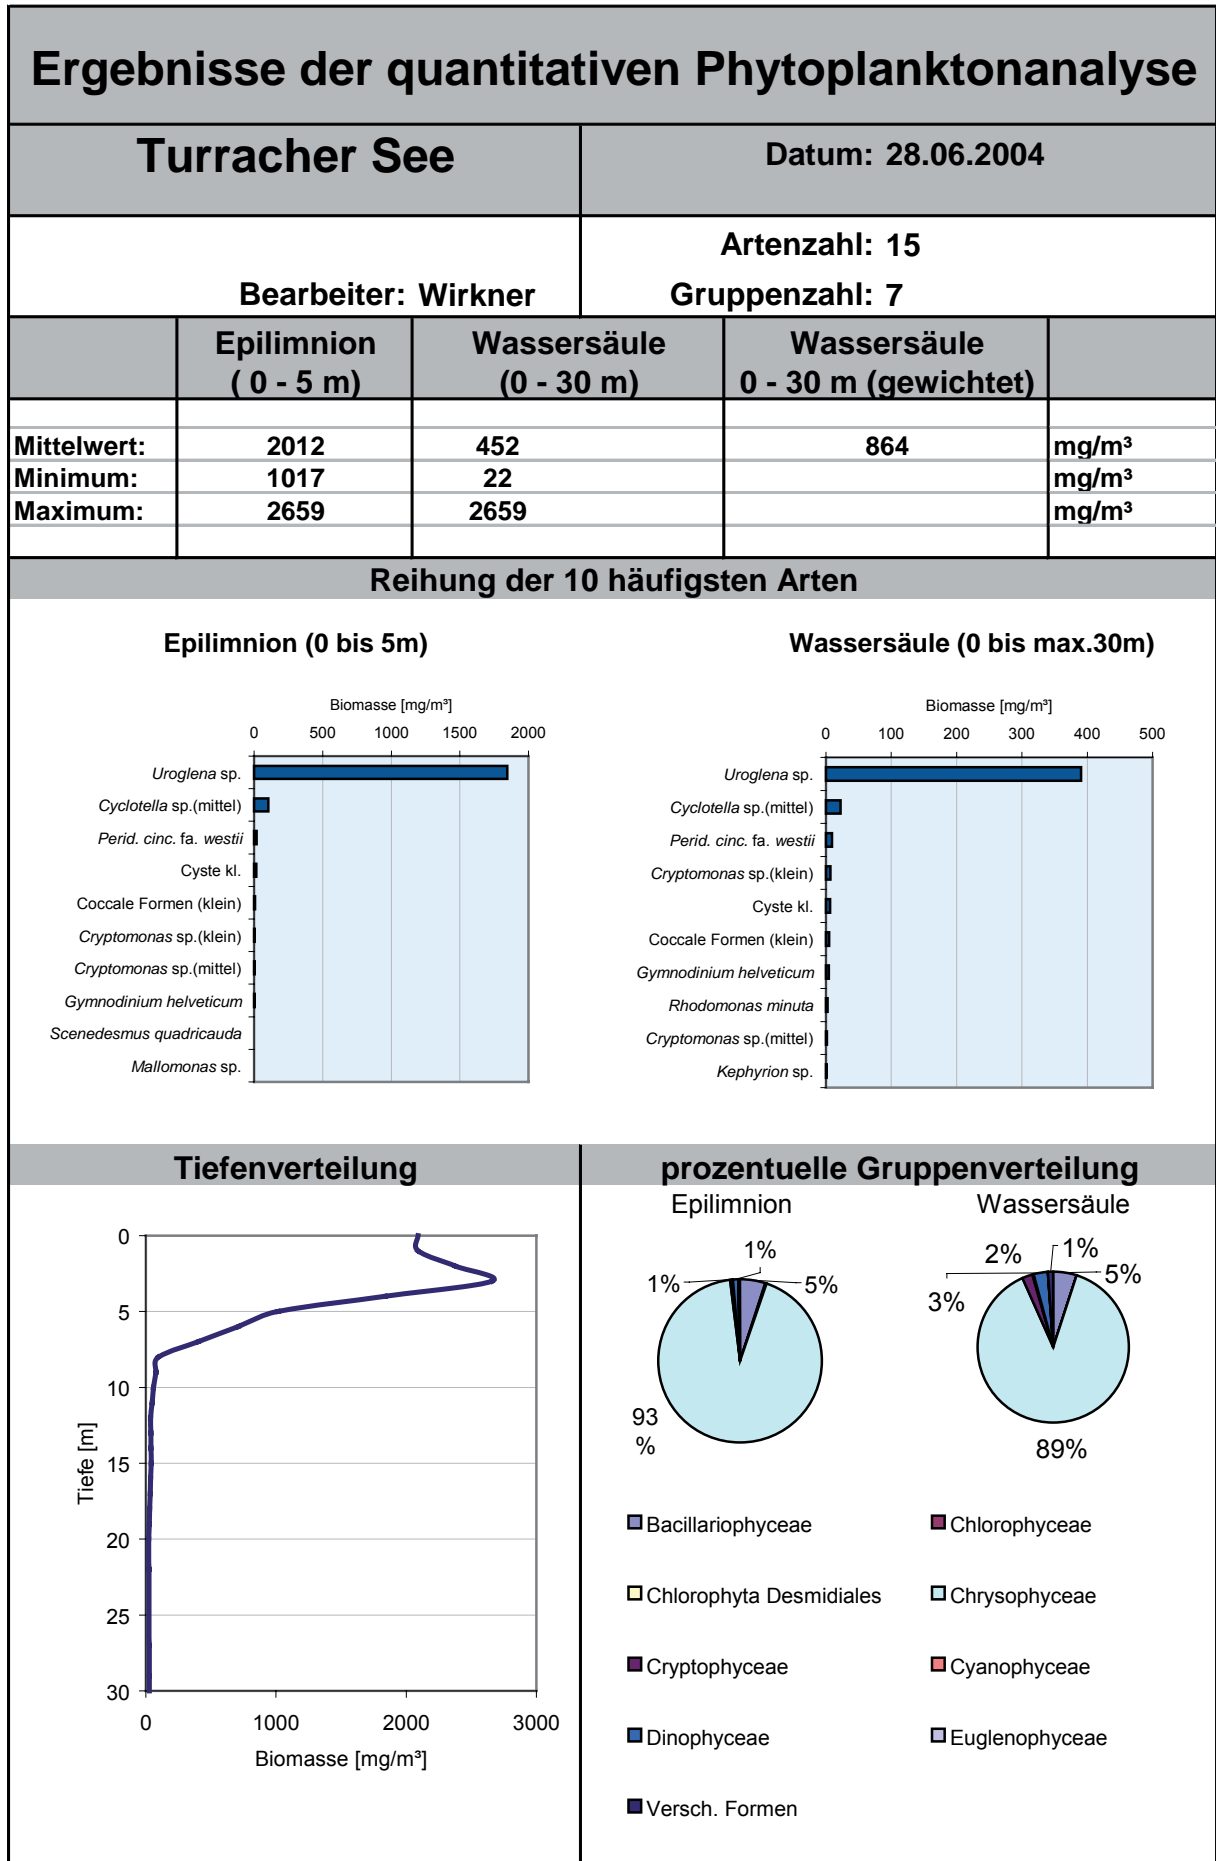 Ergebnisse der quantitativen Phytoplanktonanalyse
Turracher See
Datum: 28.06.2004
Artenzahl: 15
Bearbeiter: Wirkner
Gruppenzahl: 7
Epilimnion Wassersäule Wassersäule
( 0 - 5 m) (0 - 30 m) 0 - 30 m (gewichtet)
Mittelwert: 2012 452 864 mg/m³
Minimum: 1017 22 mg/m³
Maximum: 2659 2659 mg/m³
Reihung der 10 häufigsten Arten
Epilimnion (0 bis 5m)
Biomasse [mg/m³]
0 500 1000 1500 2000
Uroglena sp.
Cyclotella sp.(mittel)
Perid. cinc. fa. westii
Cyste kl.
Coccale Formen (klein)
Cryptomonas sp.(klein)
Cryptomonas sp.(mittel)
Gymnodinium helveticum
Scenedesmus quadricauda
Mallomonas sp.
Wassersäule (0 bis max.30m)
Biomasse [mg/m³]
0 100 200 300 400 500
Uroglena sp.
Cyclotella sp.(mittel)
Perid. cinc. fa. westii
Cryptomonas sp.(klein)
Cyste kl.
Coccale Formen (klein)
Gymnodinium helveticum
Rhodomonas minuta
Cryptomonas sp.(mittel)
Kephyrion sp.
Tiefenverteilung
0
5
10
15
20
25
30
Tiefe [m]
0 1000 2000 3000
Biomasse [mg/m³]
prozentuelle Gruppenverteilung
Epilimnion
1%
1%
5%
93
%
Wassersäule
2%
1%
5%
3%
89%
Bacillariophyceae
Chlorophyceae
Chlorophyta Desmidiales
Chrysophyceae
Cryptophyceae
Cyanophyceae
Dinophyceae
Euglenophyceae
Versch. Formen